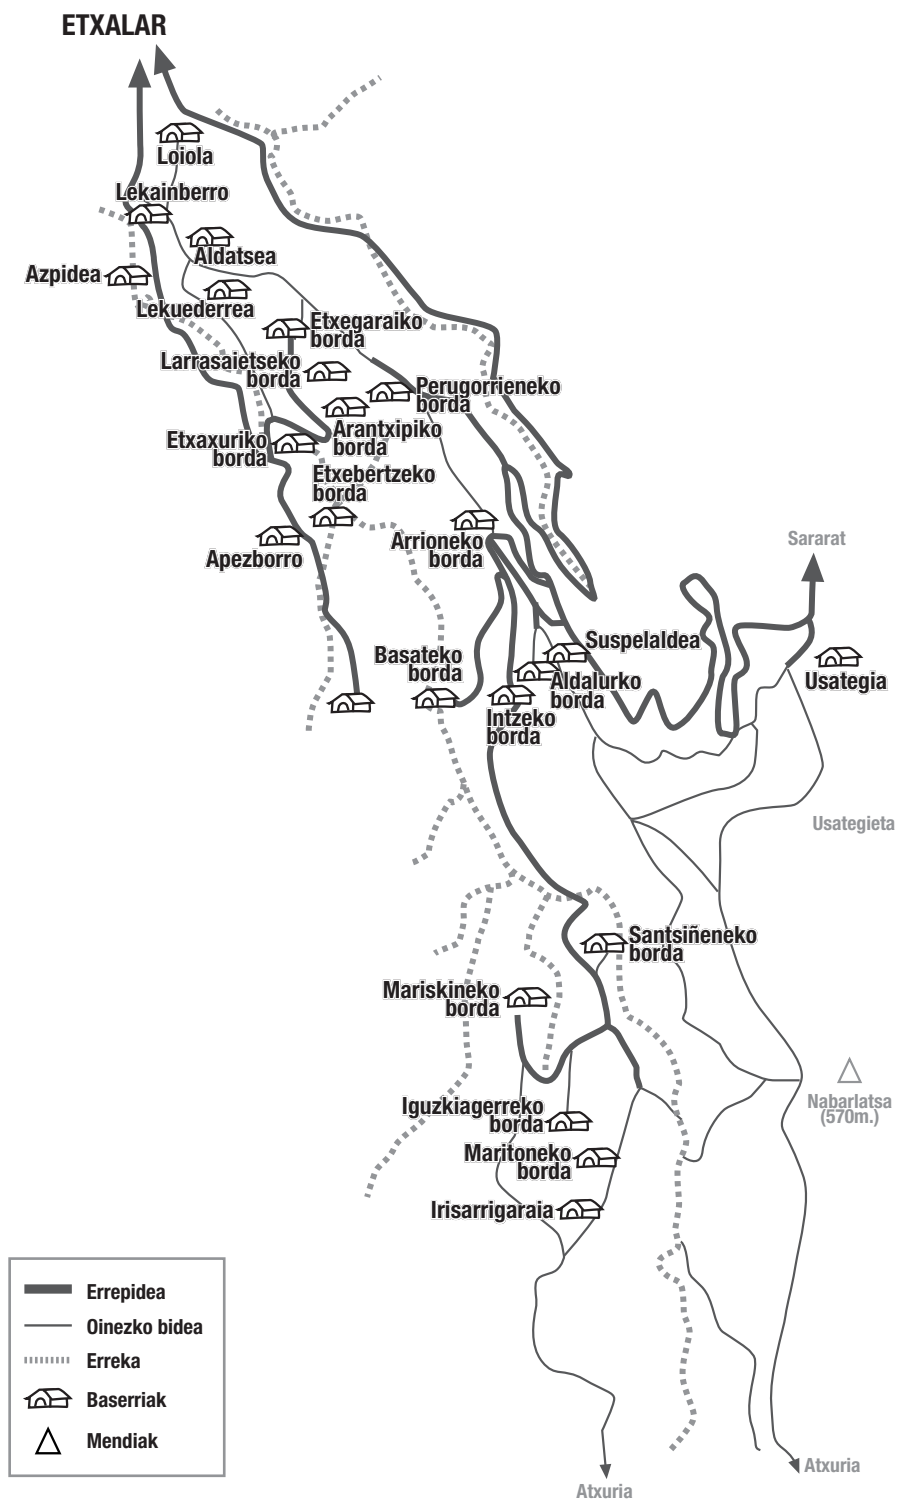 ETXALAR
Loiola
Lekainberro
Aldatsea
Azpidea
Lekuederrea
Etxegaraiko
borda
Larrasaietseko
borda
Perugorrieneko
borda
Arantxipiko
borda
Etxaxuriko
borda
Etxebertzeko
borda
Arrioneko
borda
Apezborro
Sararat
Suspelaldea
Basateko
borda
Aldalurko
borda
Usategia
Intzeko
borda
Usategieta
Santsiñeneko
borda
Mariskineko
borda
Nabarlatsa
(570m.)
Iguzkiagerreko
borda
Maritoneko
borda
Irisarrigaraia
Errepidea
Oinezko bidea
Erreka
Baserriak
Mendiak
Atxuria
Atxuria